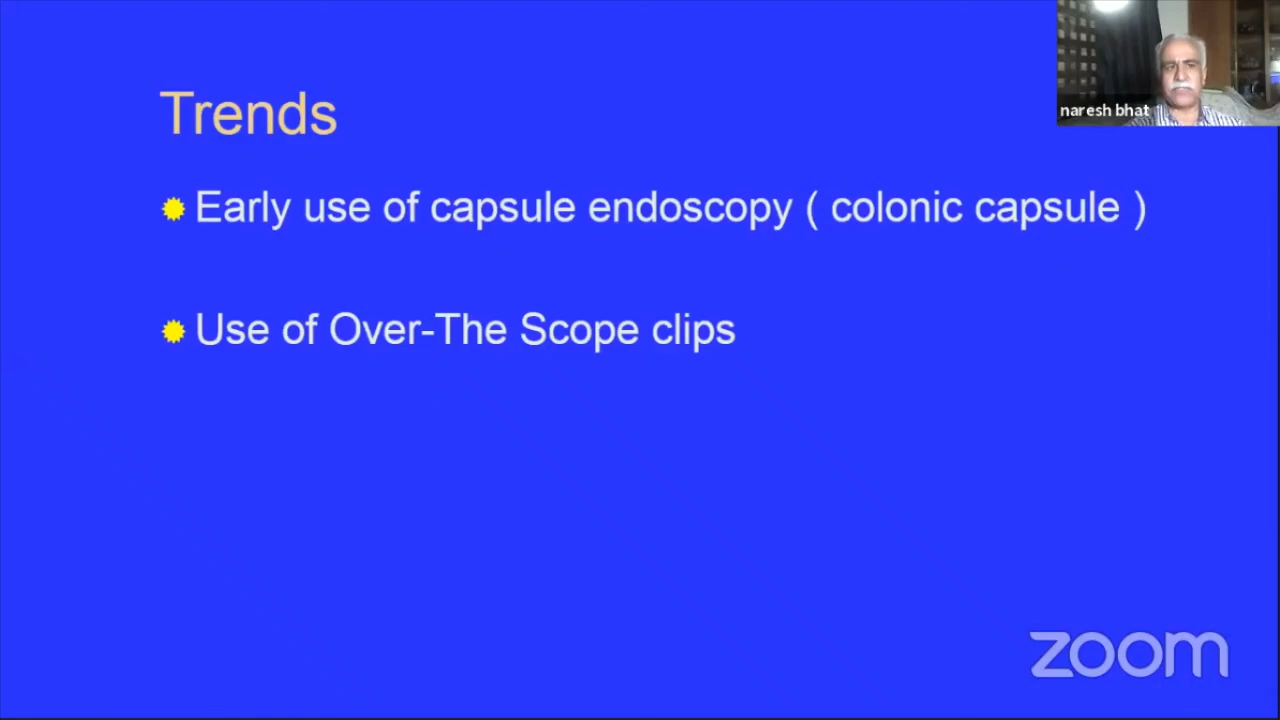 Trends
naresh bhat
Early use of capsule endoscopy ( colonic capsule )
Use of Over-The Scope clips
zoom